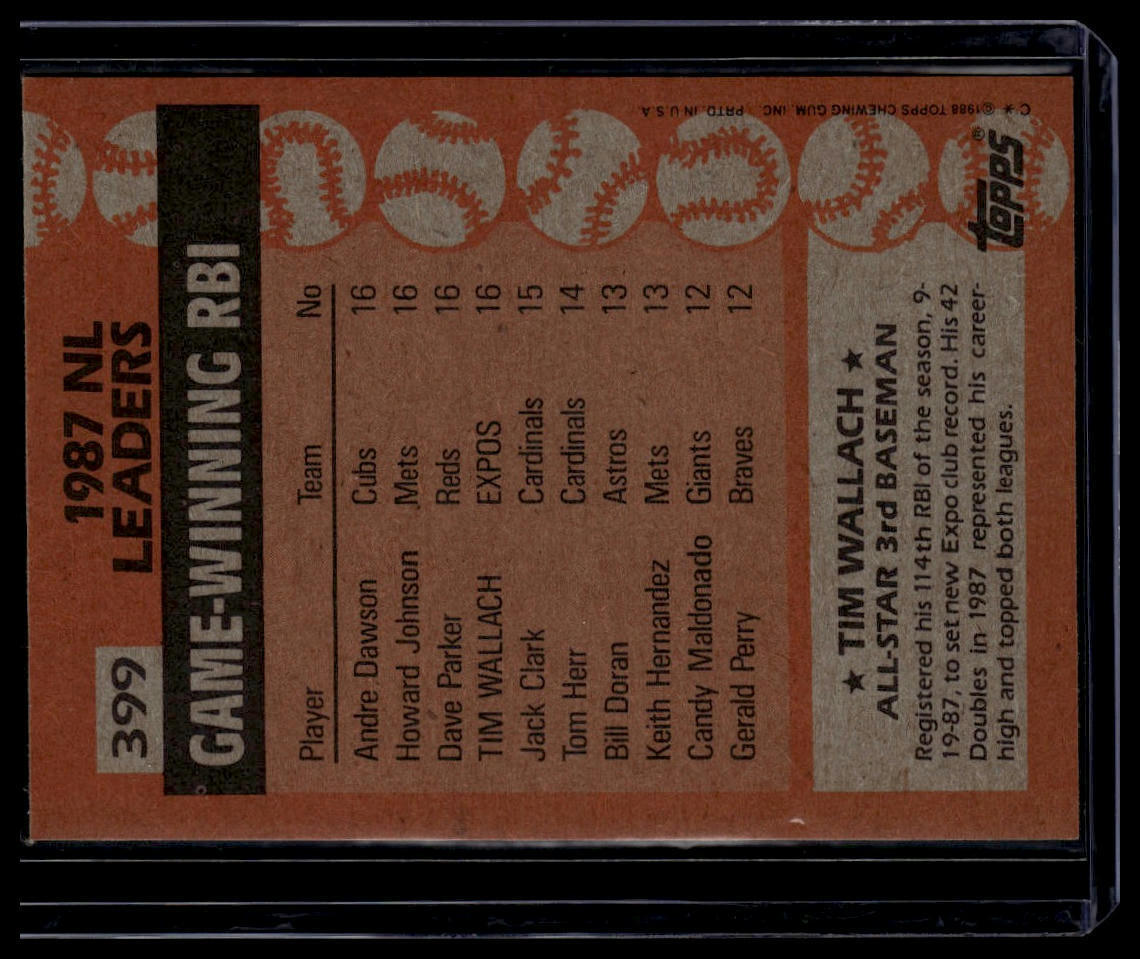 399
1987 NL
LEADERS
GAME-WINNING RBI
Player Team No
Andre Dawson Cubs 16
Howard Johnson Mets 16
Dave Parker Reds 16
TIM WALLACH EXPOS 16
Jack Clark Cardinals 15
Tom Herr Cardinals 14
Bill Doran Astros 13
Keith Hernandez Mets 13
Candy Maldonado Giants 12
Gerald Perry Braves 12
★ TIM WALLACH ★
ALL-STAR 3rd BASEMAN
Registered his 114th RBI of the season, 9-
19-87, to set new Expo club record. His 42
Doubles in 1987 represented his career-
high and topped both leagues.
Topps®
C * © 1988 TOPPS CHEWING GUM, INC. PRTD. IN U.S.A.